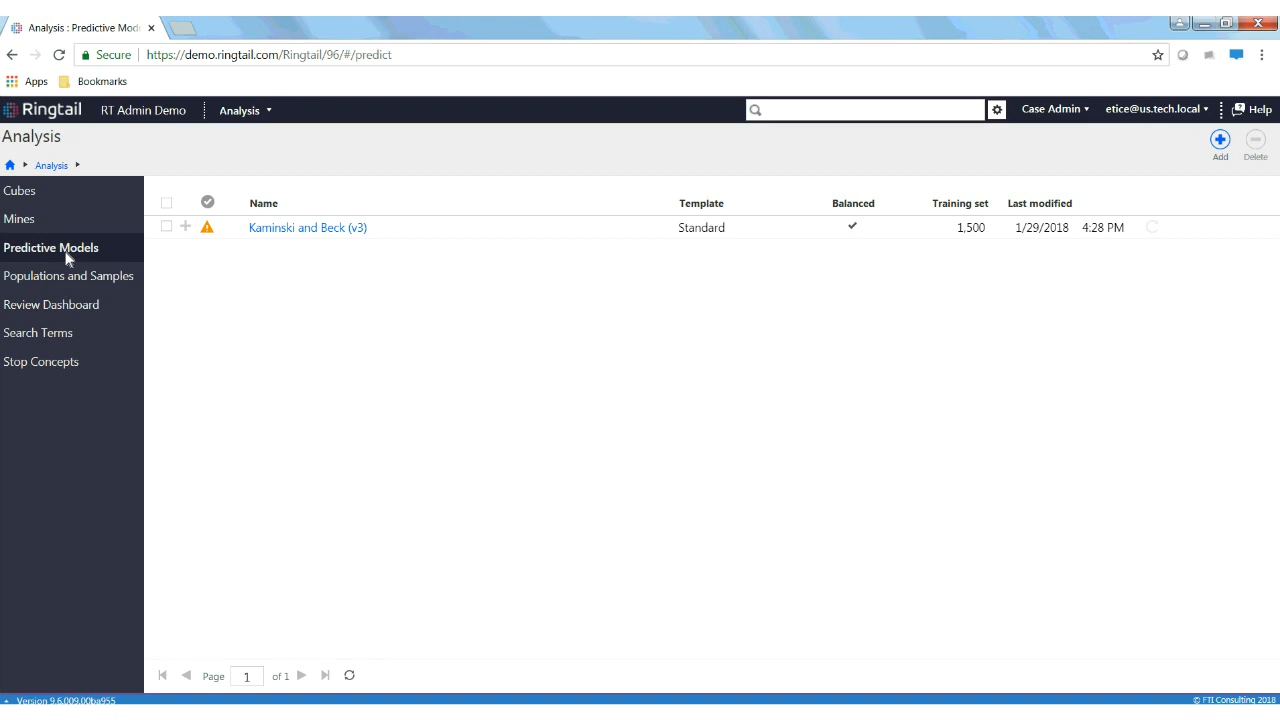 Analysis : Predictive Mod
Secure https://demo.ringtail.com/Ringtail/96/#/predict
Apps Bookmarks
Ringtail RT Admin Demo Analysis Case Admin etice@us.tech.local Help
Analysis
Add Delete
Analysis
Cubes
Mines
Predictive Models
Populations and Samples
Review Dashboard
Search Terms
Stop Concepts
Name Template Balanced Training set Last modified
Kaminski and Beck (v3) Standard 1,500 1/29/2018 4:28 PM
Page 1 of 1
Version 9.6.009.00ba955 © FTI Consulting 2018